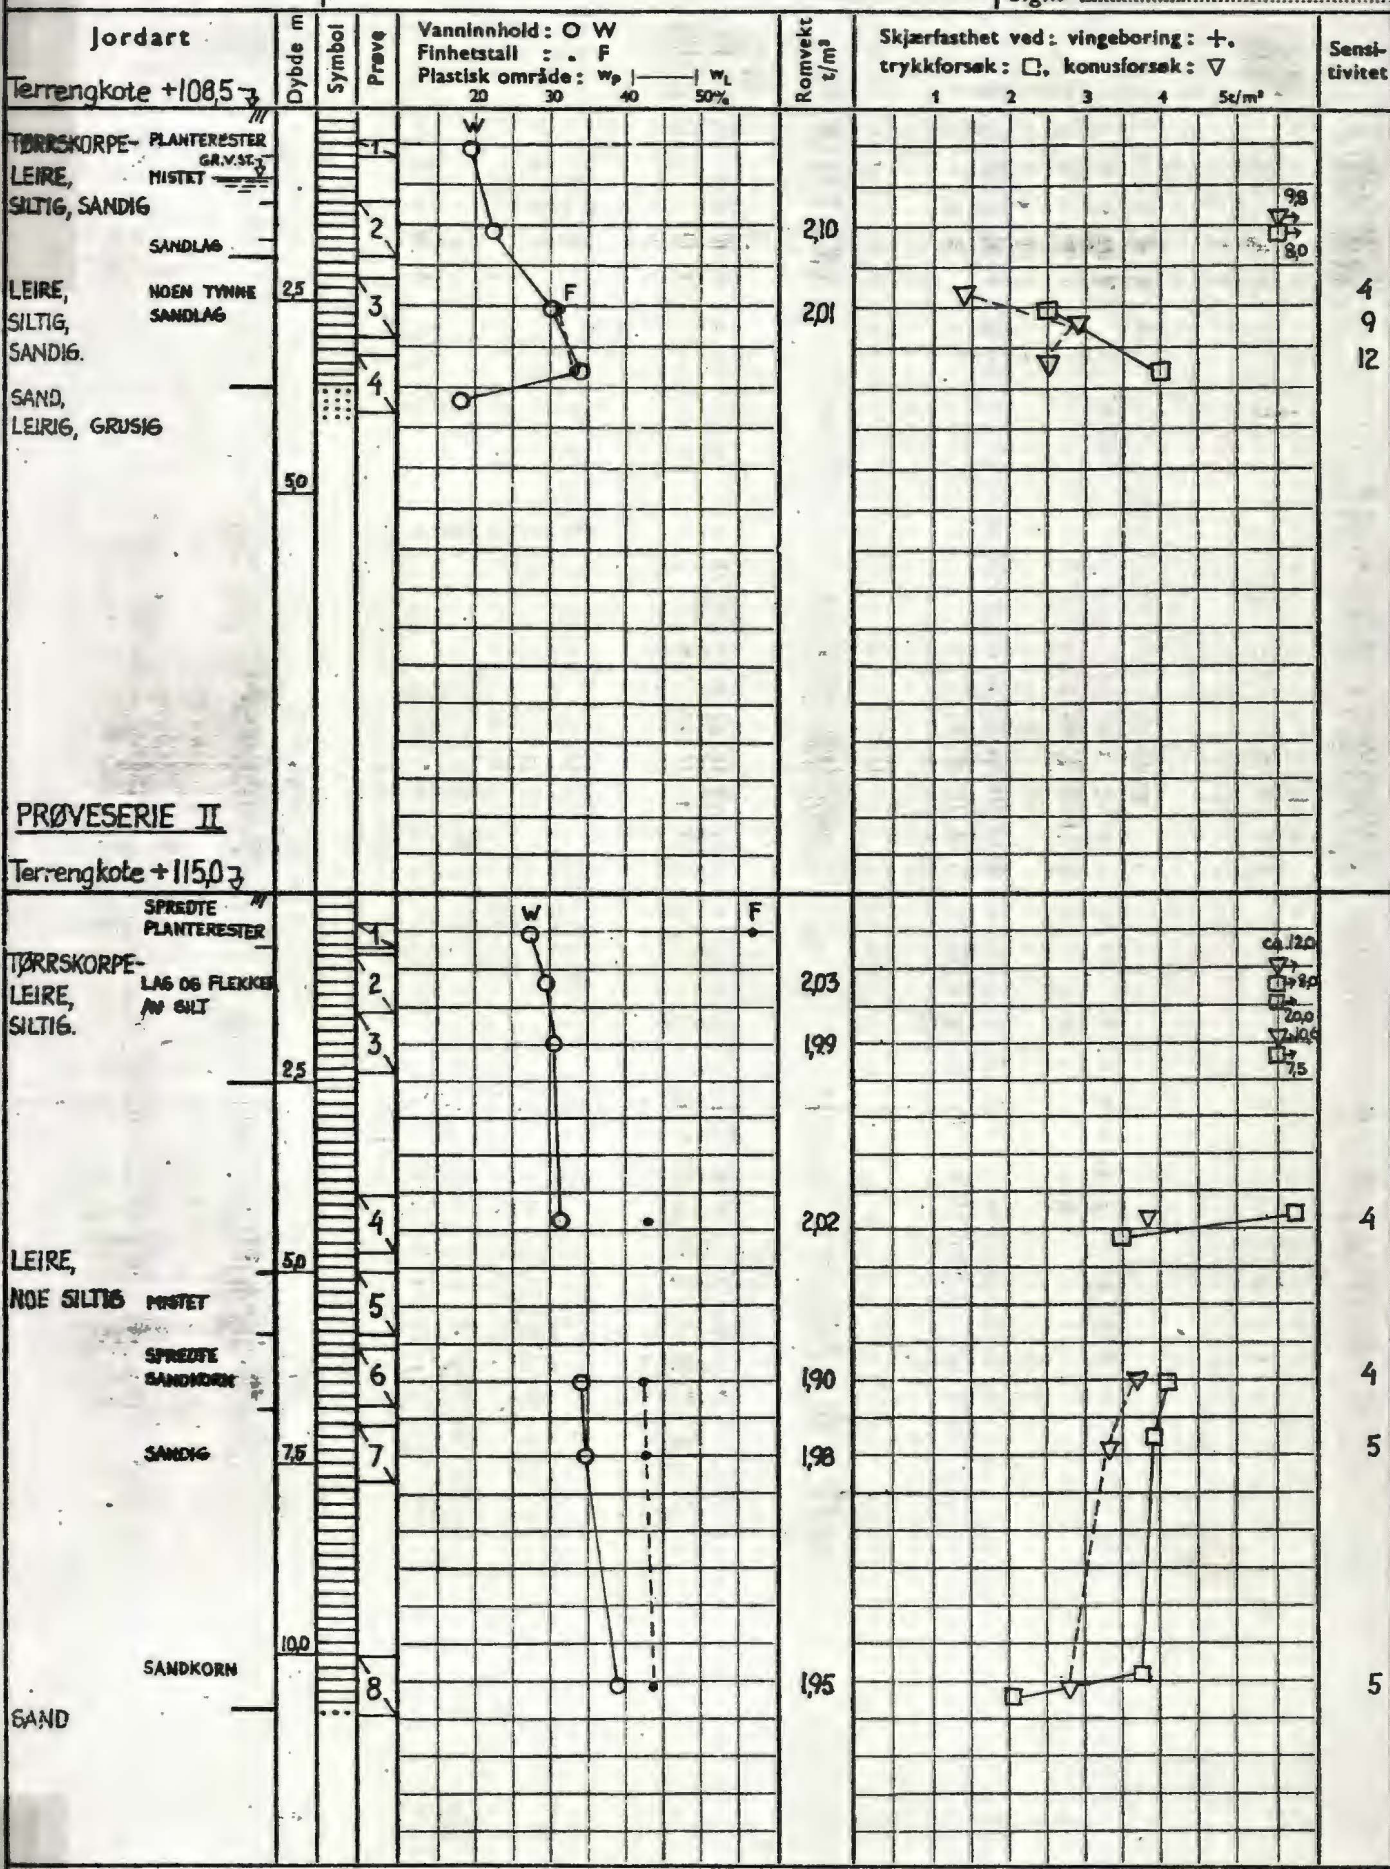 Jordart
Terrengkote +108,5
Dybde m
Symbol
Prøve
Vanninnhold: O W
Finhetstall : . F
Plastisk område: wP |——| wL
20 30 40 50%
Romvekt t/m³
Skjærfasthet ved: vingeboring: +,
trykkforsøk: □, konusforsøk: ▽
1 2 3 4 5t/m²
Sensi-
tivitet
TØRRSKORPE- PLANTERESTER
GR.V.ST.
LEIRE, MISTET
SILTIG, SANDIG
SANDLAG
LEIRE, NOEN TYNNE
SILTIG, SANDLAG
SANDIG.
SAND,
LEIRIG, GRUSIG
2,5
5,0
1
2
3
4
W
F
2,10
2,01
9,8
8,0
4
9
12
PRØVESERIE II
Terrengkote +115,0
SPREDTE
PLANTERESTER
TØRRSKORPE-
LEIRE, LAG OG FLEKKER
SILTIG. AV SILT
LEIRE,
NOE SILTIG MISTET
SPREDTE
SANDKORN
SANDIG
SANDKORN
SAND
2,5
5,0
7,5
10,0
1
2
3
4
5
6
7
8
W
F
2,03
1,99
2,02
1,90
1,98
1,95
ca. 12,0
8,0
20,0
10,6
7,5
4
4
5
5